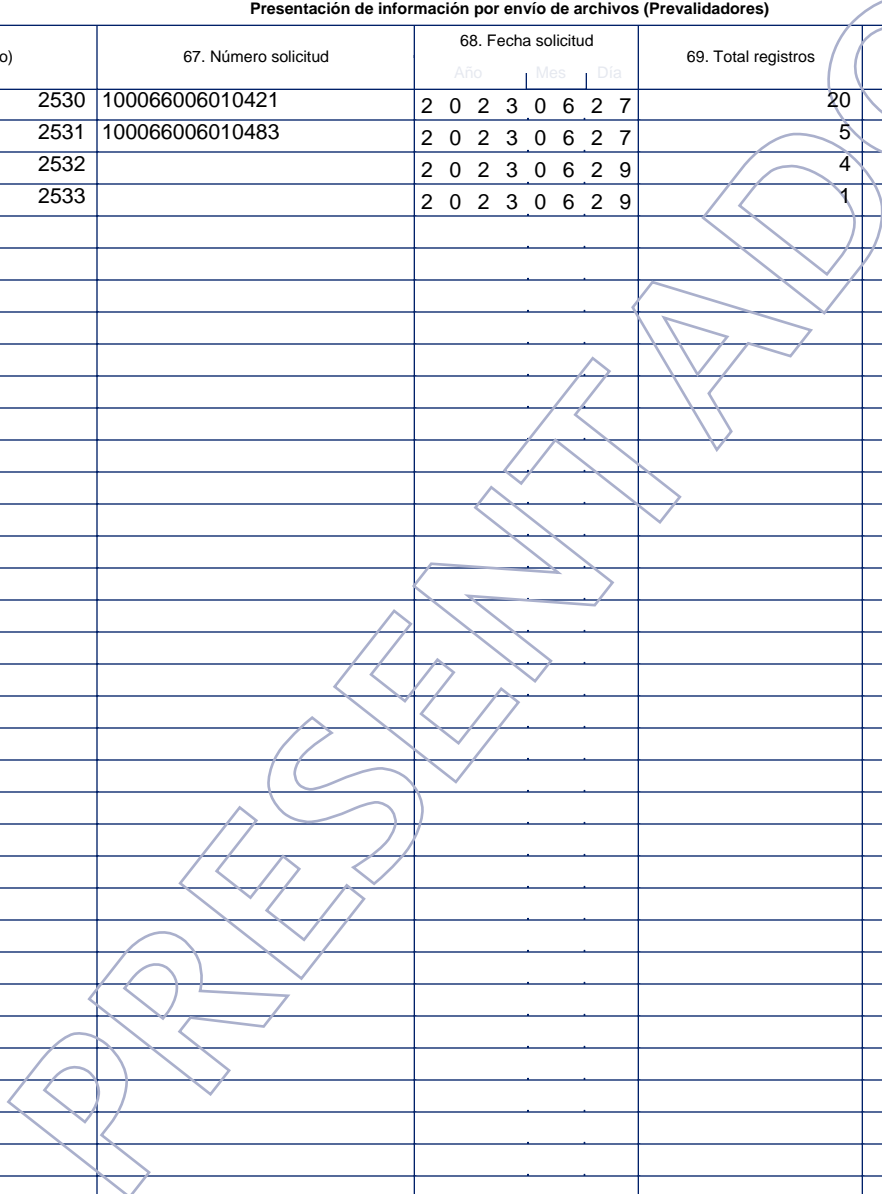 Presentación de información por envío de archivos (Prevalidadores)
o) 67. Número solicitud 68. Fecha solicitud 69. Total registros
Año Mes Día
2530 100066006010421 2 0 2 3 0 6 2 7 20
2531 100066006010483 2 0 2 3 0 6 2 7 5
2532 2 0 2 3 0 6 2 9 4
2533 2 0 2 3 0 6 2 9 1
PRESENTADO